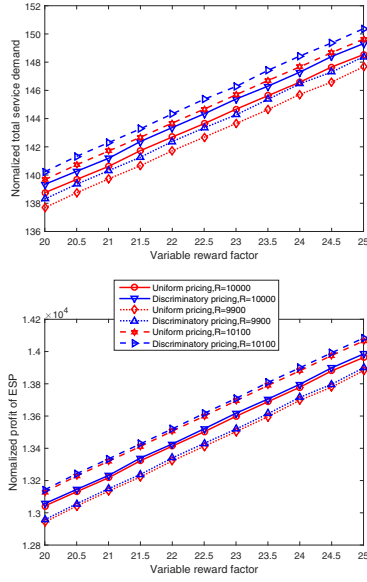 152
150
148
146
144
142
140
138
136
Normalized total service demand
20 20.5 21 21.5 22 22.5 23 23.5 24 24.5 25
Variable reward factor
Uniform pricing,R=10000
Discriminatory pricing,R=10000
Uniform pricing,R=9900
Discriminatory pricing,R=9900
Uniform pricing,R=10100
Discriminatory pricing,R=10100
×10⁴
1.42
1.4
1.38
1.36
1.34
1.32
1.3
1.28
Normalized profit of ESP
20 20.5 21 21.5 22 22.5 23 23.5 24 24.5 25
Variable reward factor